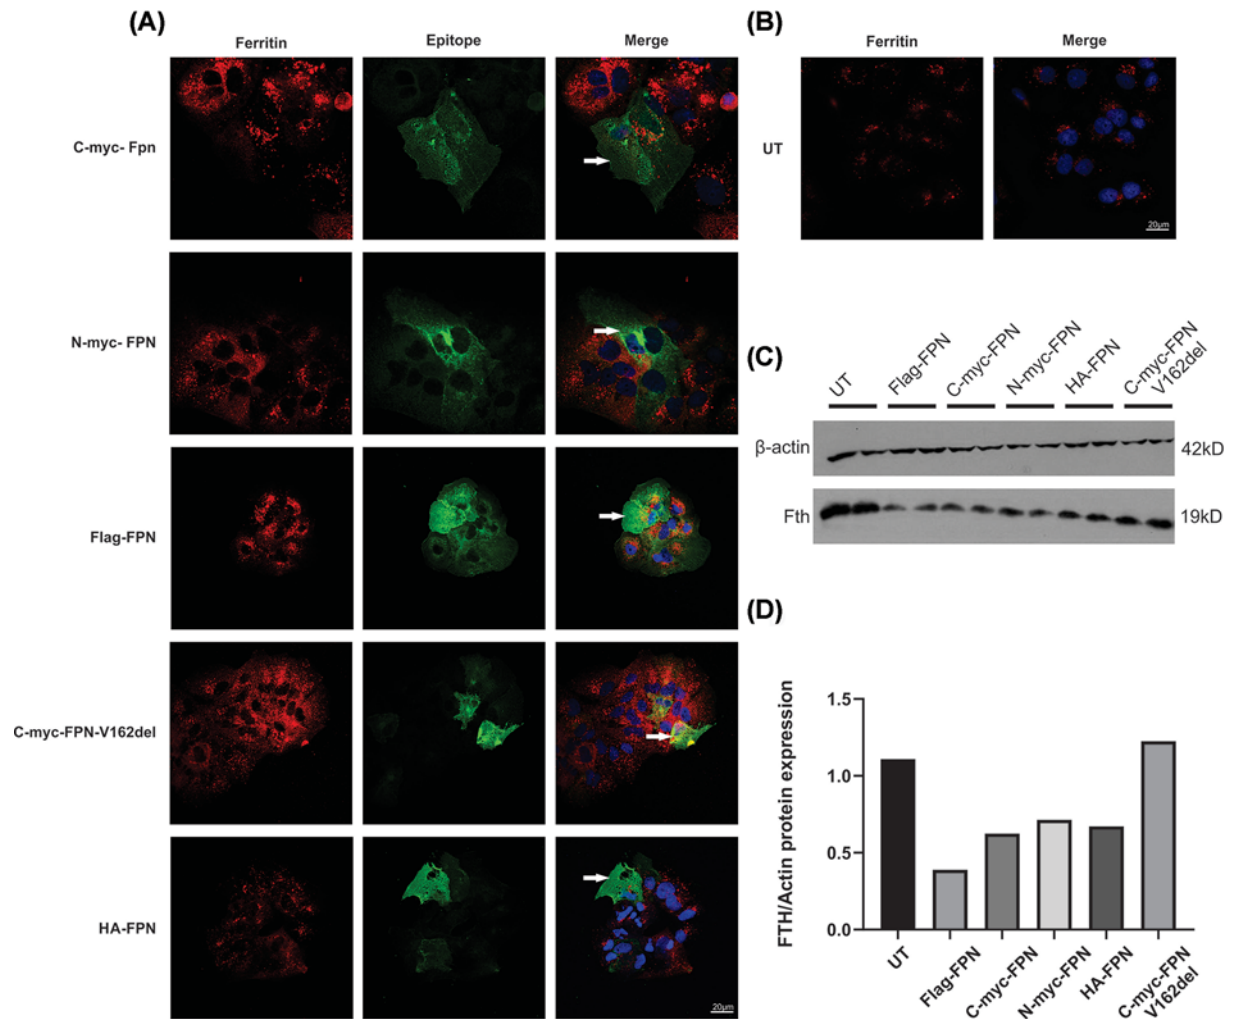 (A)
Ferritin Epitope Merge
C-myc- Fpn
N-myc- FPN
Flag-FPN
C-myc-FPN-V162del
HA-FPN
20µm
(B)
Ferritin Merge
UT
20µm
(C)
UT Flag-FPN C-myc-FPN N-myc-FPN HA-FPN C-myc-FPN
V162del
β-actin 42kD
Fth 19kD
(D)
FTH/Actin protein expression
1.5
1.0
0.5
0.0
UT Flag-FPN C-myc-FPN N-myc-FPN HA-FPN C-myc-FPN
V162del